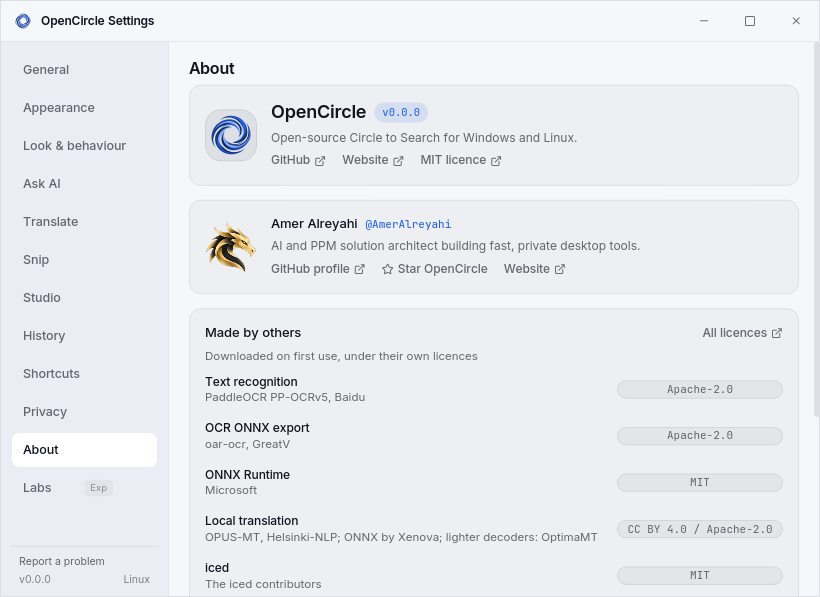 OpenCircle Settings
General
Appearance
Look & behaviour
Ask AI
Translate
Snip
Studio
History
Shortcuts
Privacy
About
Labs Exp
Report a problem
v0.0.0 Linux
About
OpenCircle v0.0.0
Open-source Circle to Search for Windows and Linux.
GitHub Website MIT licence
Amer Alreyahi @AmerAlreyahi
AI and PPM solution architect building fast, private desktop tools.
GitHub profile Star OpenCircle Website
Made by others All licences
Downloaded on first use, under their own licences
Text recognition
PaddleOCR PP-OCRv5, Baidu
Apache-2.0
OCR ONNX export
oar-ocr, GreatV
Apache-2.0
ONNX Runtime
Microsoft
MIT
Local translation
OPUS-MT, Helsinki-NLP; ONNX by Xenova; lighter decoders: OptimaMT
CC BY 4.0 / Apache-2.0
iced
The iced contributors
MIT